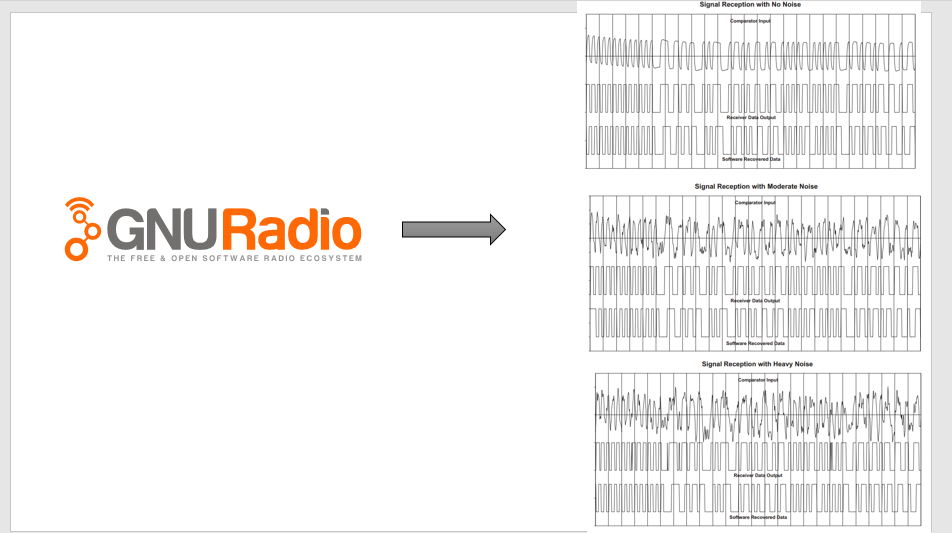 GNURadio
THE FREE & OPEN SOFTWARE RADIO ECOSYSTEM
Signal Reception with No Noise
Comparator Input
Receiver Data Output
Software Recovered Data
Signal Reception with Moderate Noise
Comparator Input
Receiver Data Output
Software Recovered Data
Signal Reception with Heavy Noise
Comparator Input
Receiver Data Output
Software Recovered Data